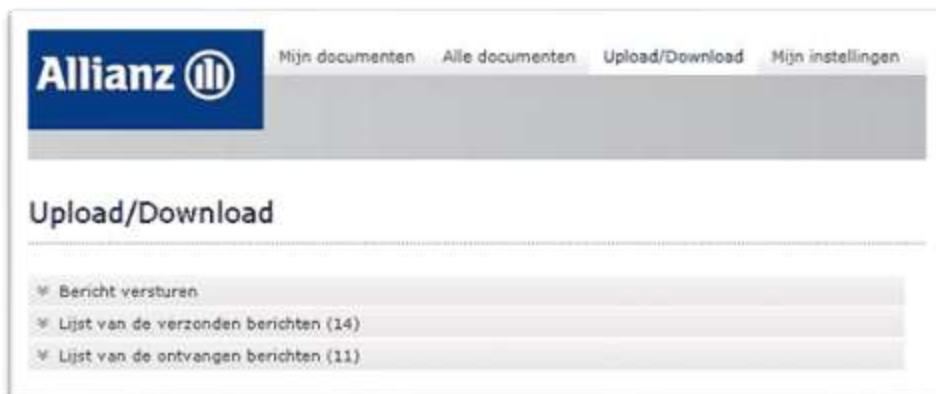 Allianz
Mijn documenten Alle documenten Upload/Download Mijn instellingen
Upload/Download
Bericht versturen
Lijst van de verzonden berichten (14)
Lijst van de ontvangen berichten (11)